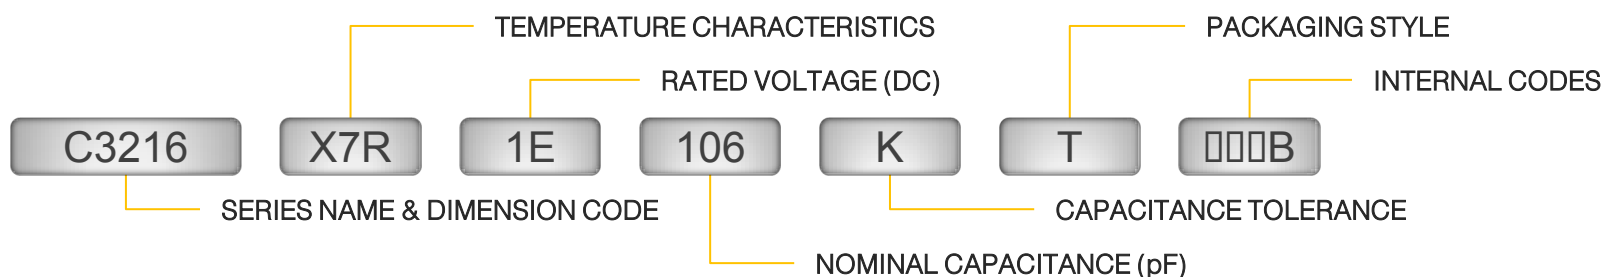 TEMPERATURE CHARACTERISTICS
PACKAGING STYLE
RATED VOLTAGE (DC)
INTERNAL CODES
C3216 X7R 1E 106 K T □□□B
SERIES NAME & DIMENSION CODE
CAPACITANCE TOLERANCE
NOMINAL CAPACITANCE (pF)